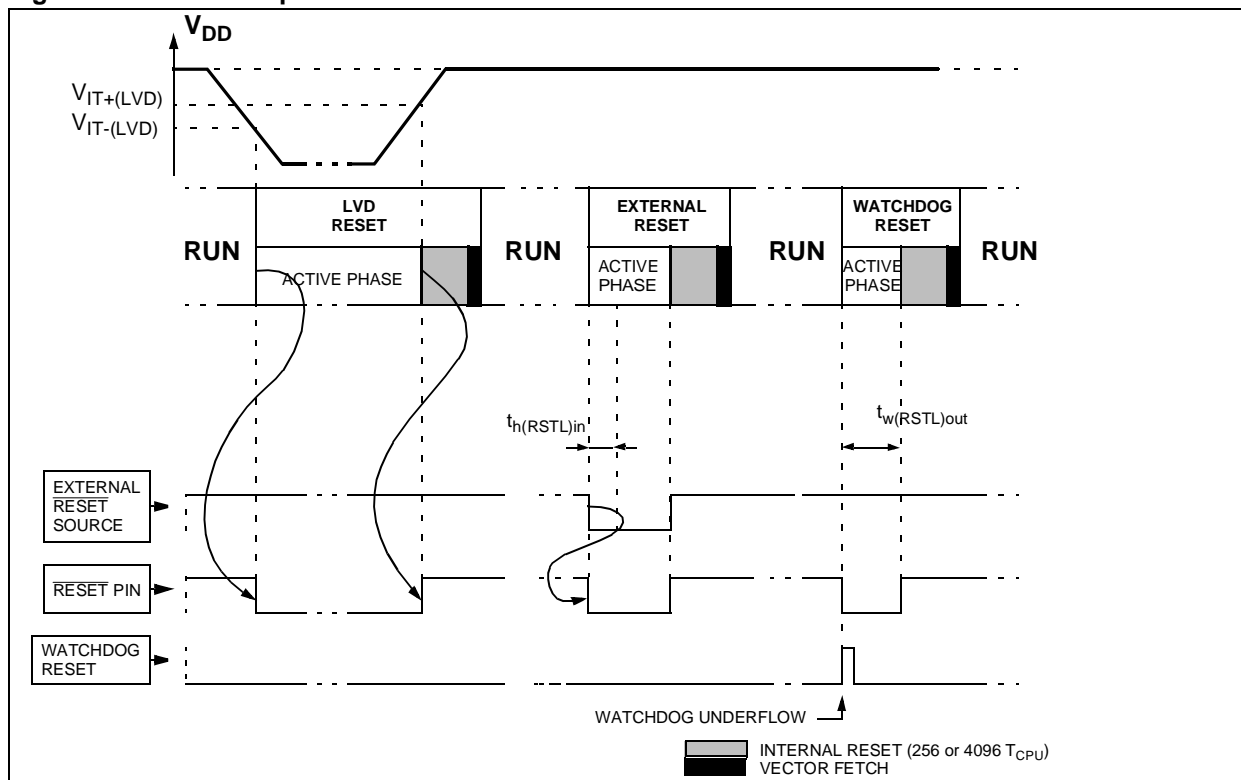 V_DD
V_IT+(LVD)
V_IT-(LVD)
LVD
RESET
EXTERNAL
RESET
WATCHDOG
RESET
RUN
RUN
RUN
RUN
ACTIVE PHASE
ACTIVE
PHASE
ACTIVE
PHASE
t_h(RSTL)in
t_w(RSTL)out
EXTERNAL
RESET
SOURCE
RESET PIN
WATCHDOG
RESET
WATCHDOG UNDERFLOW
INTERNAL RESET (256 or 4096 T_CPU)
VECTOR FETCH